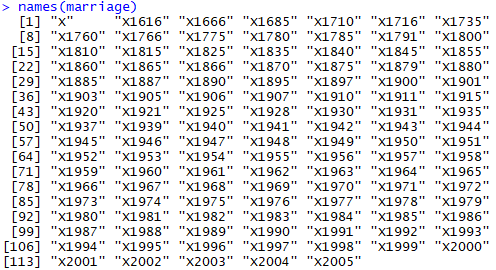 > names(marriage)
[1] "X" "X1616" "X1666" "X1685" "X1710" "X1716" "X1735"
[8] "X1760" "X1766" "X1775" "X1780" "X1785" "X1791" "X1800"
[15] "X1810" "X1815" "X1825" "X1835" "X1840" "X1845" "X1855"
[22] "X1860" "X1865" "X1866" "X1870" "X1875" "X1879" "X1880"
[29] "X1885" "X1887" "X1890" "X1895" "X1897" "X1900" "X1901"
[36] "X1903" "X1905" "X1906" "X1907" "X1910" "X1911" "X1915"
[43] "X1920" "X1921" "X1925" "X1928" "X1930" "X1931" "X1935"
[50] "X1937" "X1939" "X1940" "X1941" "X1942" "X1943" "X1944"
[57] "X1945" "X1946" "X1947" "X1948" "X1949" "X1950" "X1951"
[64] "X1952" "X1953" "X1954" "X1955" "X1956" "X1957" "X1958"
[71] "X1959" "X1960" "X1961" "X1962" "X1963" "X1964" "X1965"
[78] "X1966" "X1967" "X1968" "X1969" "X1970" "X1971" "X1972"
[85] "X1973" "X1974" "X1975" "X1976" "X1977" "X1978" "X1979"
[92] "X1980" "X1981" "X1982" "X1983" "X1984" "X1985" "X1986"
[99] "X1987" "X1988" "X1989" "X1990" "X1991" "X1992" "X1993"
[106] "X1994" "X1995" "X1996" "X1997" "X1998" "X1999" "X2000"
[113] "X2001" "X2002" "X2003" "X2004" "X2005"